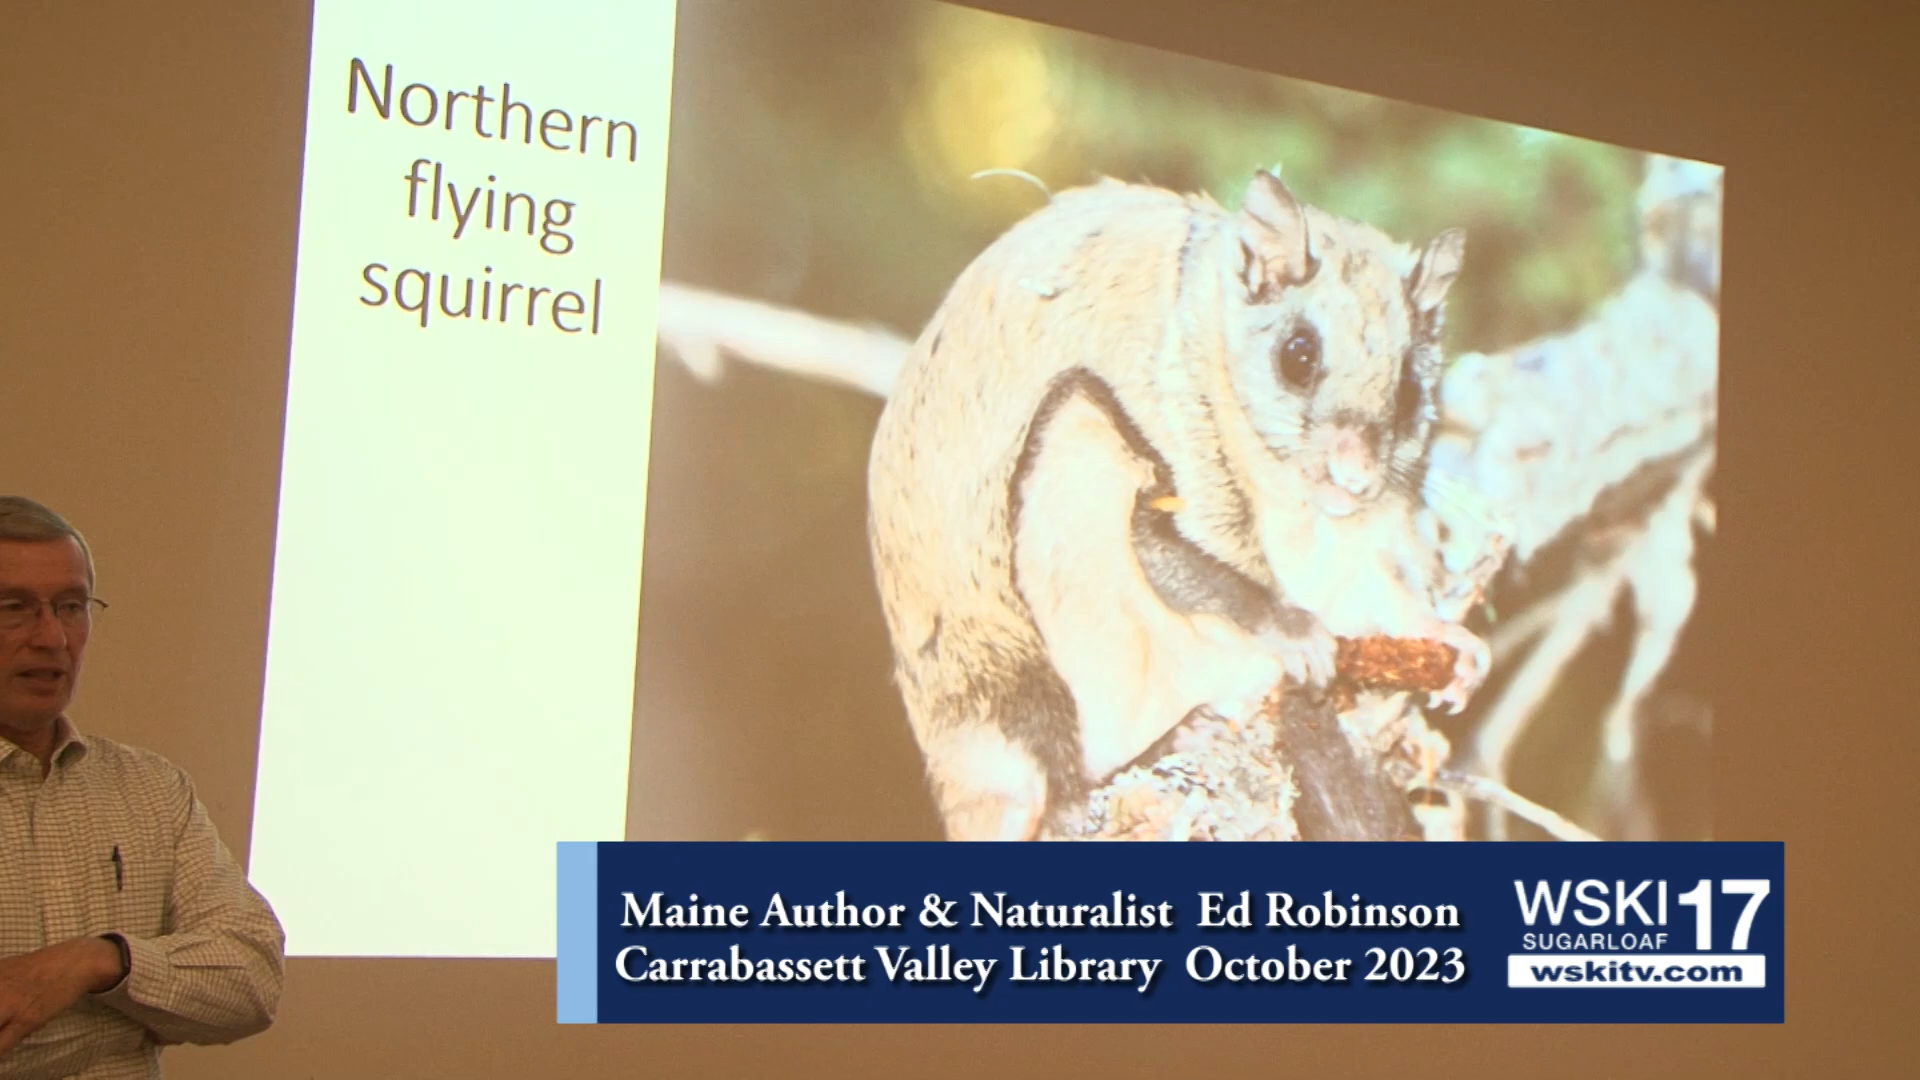 Northern
flying
squirrel
Maine Author & Naturalist Ed Robinson
Carrabassett Valley Library October 2023
WSKI 17
SUGARLOAF
wskitv.com